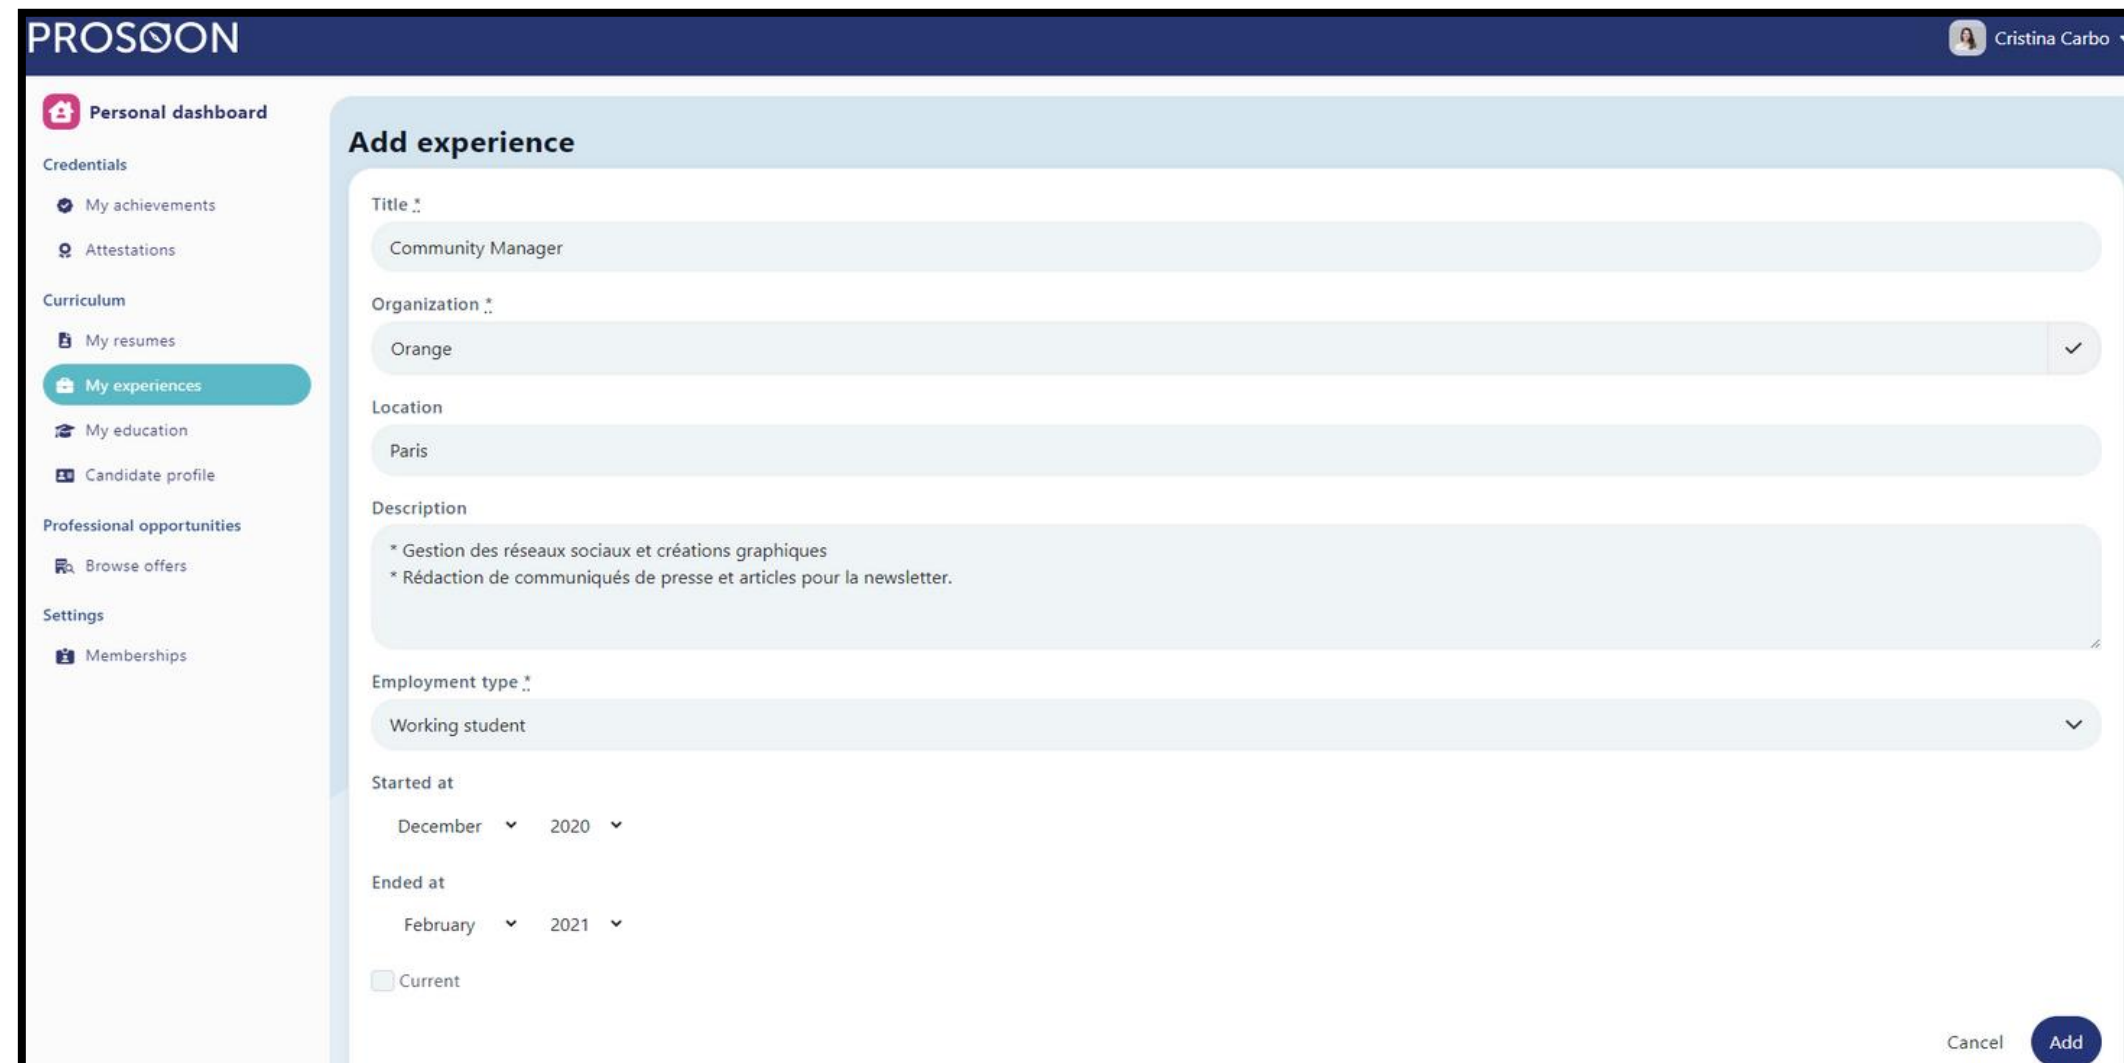 PROSOON
Cristina Carbo
Personal dashboard
Credentials
My achievements
Attestations
Curriculum
My resumes
My experiences
My education
Candidate profile
Professional opportunities
Browse offers
Settings
Memberships
Add experience
Title *
Community Manager
Organization *
Orange
Location
Paris
Description
* Gestion des réseaux sociaux et créations graphiques
* Rédaction de communiqués de presse et articles pour la newsletter.
Employment type *
Working student
Started at
December 2020
Ended at
February 2021
Current
Cancel Add